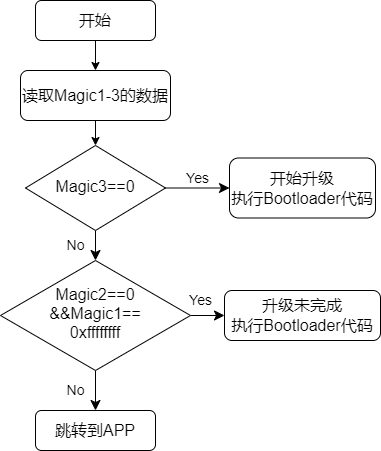 开始
读取Magic1-3的数据
Magic3==0
Yes
开始升级
执行Bootloader代码
No
Magic2==0
&&Magic1==
0xffffffff
Yes
升级未完成
执行Bootloader代码
No
跳转到APP